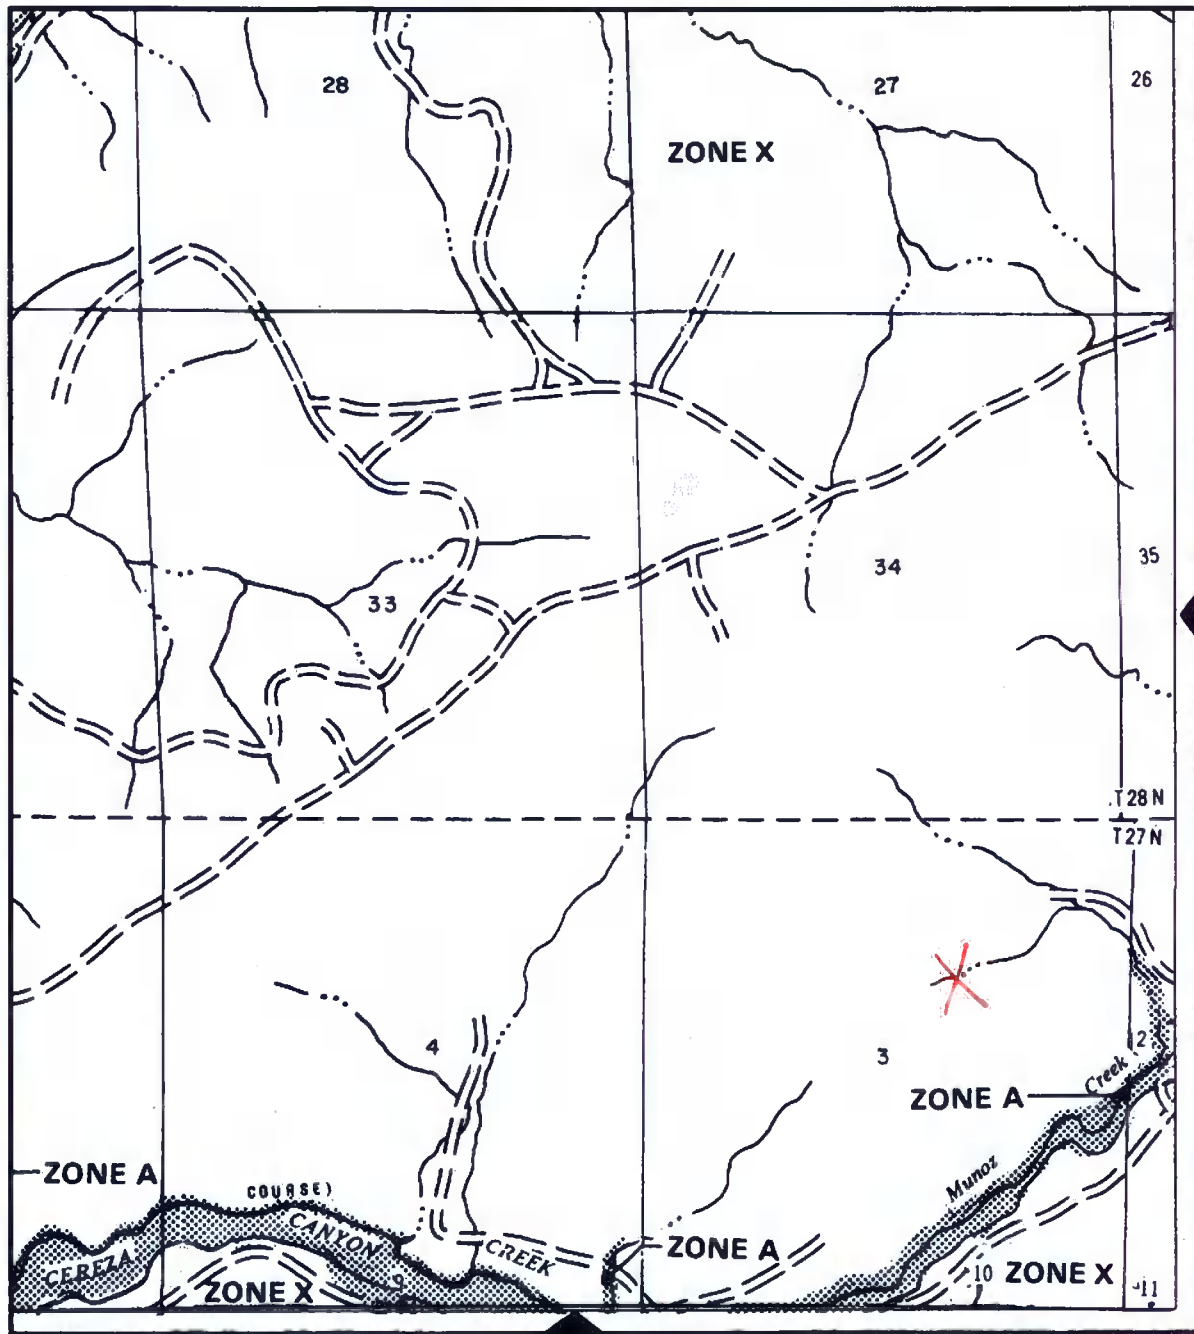 28
27
26
ZONE X
33
34
35
T28N
T27N
4
3
2
Creek
ZONE A
Munoz
ZONE A
COURSE)
CEREZA CANYON CREEK
ZONE A
ZONE X
9
10
ZONE X
11